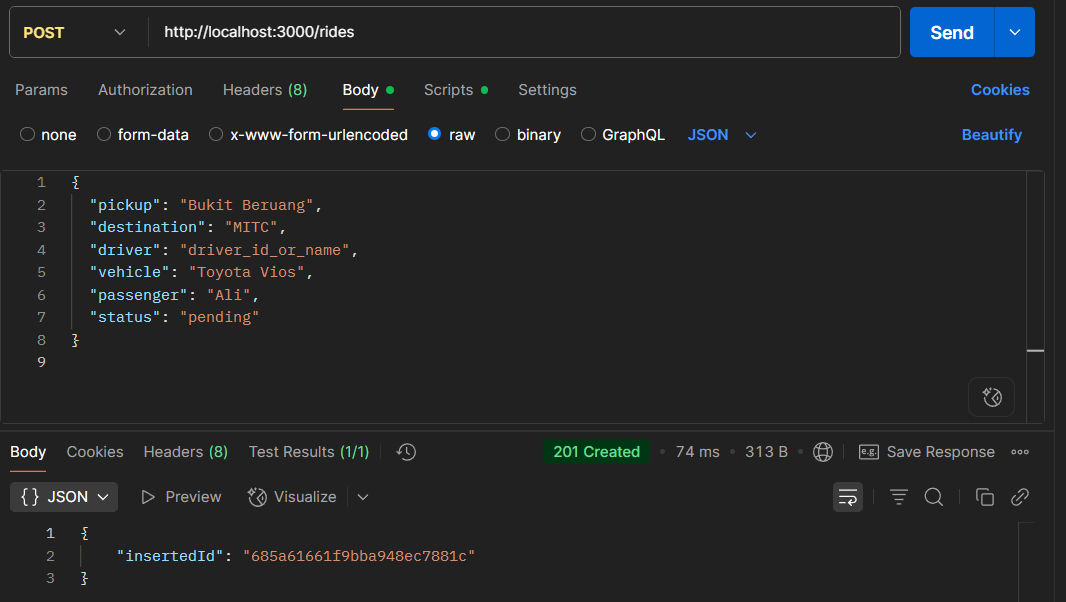 POST http://localhost:3000/rides Send
Params Authorization Headers (8) Body Scripts Settings Cookies
none form-data x-www-form-urlencoded raw binary GraphQL JSON Beautify
1 {
2 "pickup": "Bukit Beruang",
3 "destination": "MITC",
4 "driver": "driver_id_or_name",
5 "vehicle": "Toyota Vios",
6 "passenger": "Ali",
7 "status": "pending"
8 }
9
Body Cookies Headers (8) Test Results (1/1) 201 Created • 74 ms • 313 B e.g. Save Response
{} JSON Preview Visualize
1 {
2 "insertedId": "685a61661f9bba948ec7881c"
3 }